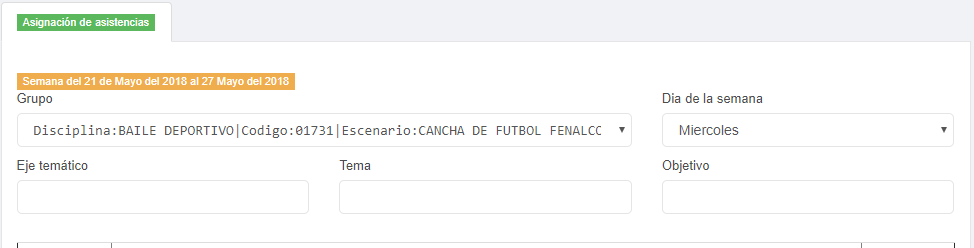 Asignación de asistencias
Semana del 21 de Mayo del 2018 al 27 Mayo del 2018
Grupo
Dia de la semana
Disciplina:BAILE DEPORTIVO|Codigo:01731|Escenario:CANCHA DE FUTBOL FENALCO
Miercoles
Eje temático
Tema
Objetivo